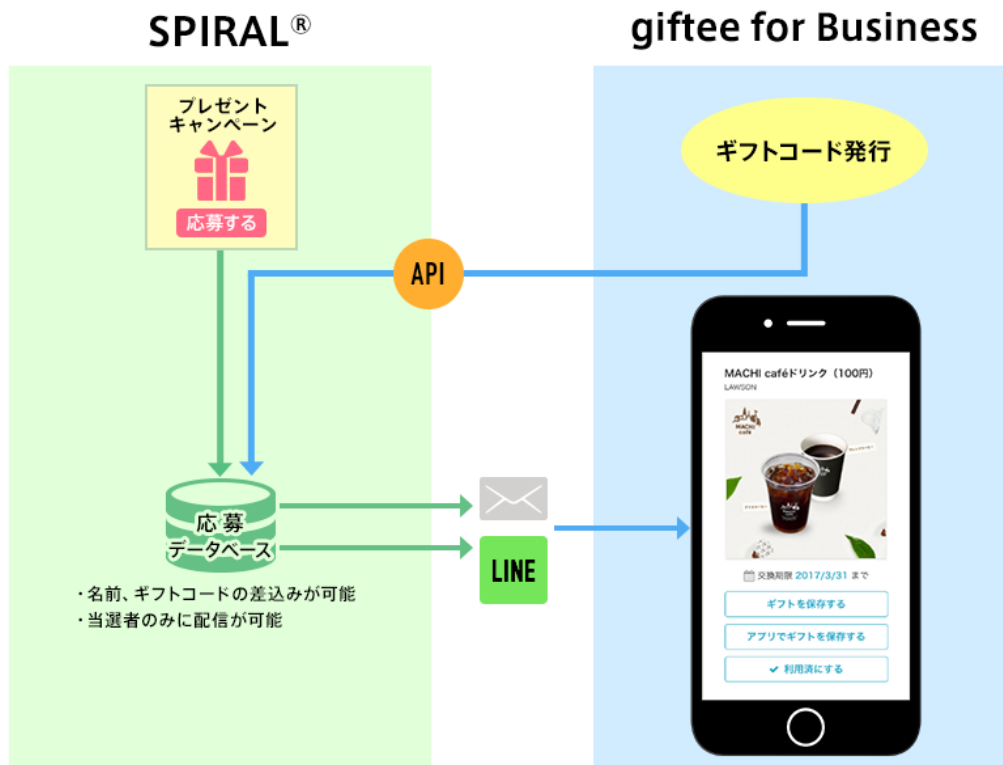 SPIRAL®
giftee for Business
プレゼント
キャンペーン
応募する
ギフトコード発行
API
MACHI caféドリンク（100円）
LAWSON
MACHI
café
応募
データベース
LINE
・名前、ギフトコードの差込みが可能
・当選者のみに配信が可能
交換期限 2017/3/31 まで
ギフトを保存する
アプリでギフトを保存する
利用済にする